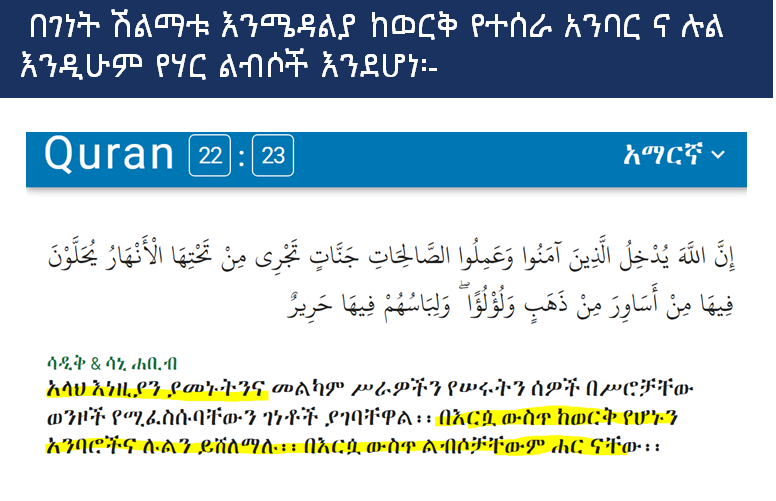 በገነት ሽልማቱ እንሜዳልያ ከወርቅ የተሰራ አንባር ና ሉል
እንዲሁም የሃር ልብሶች እንደሆነ፡-
Quran 22 : 23 አማርኛ
إِنَّ اللَّهَ يُدْخِلُ الَّذِينَ آمَنُوا وَعَمِلُوا الصَّالِحَاتِ جَنَّاتٍ تَجْرِى مِنْ تَحْتِهَا الْأَنْهَارُ يُحَلَّوْنَ
فِيهَا مِنْ أَسَاوِرَ مِنْ ذَهَبٍ وَلُؤْلُؤًا ۖ وَلِبَاسُهُمْ فِيهَا حَرِيرٌ
ሳዲቅ & ሳኒ ሐቢብ
አላህ እነዚያን ያመኑትንና መልካም ሥራዎችን የሠሩትን ሰዎች በሥሮቻቸው
ወንዞች የሚፈስሱባቸውን ገነቶች ያገባቸዋል፡፡ በእርሷ ውስጥ ከወርቅ የሆኑን
አንባሮችና ሉልን ይሸለማሉ፡፡ በእርሷ ውስጥ ልብሶቻቸውም ሐር ናቸው፡፡